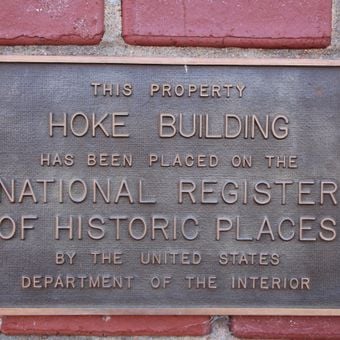 THIS PROPERTY
HOKE BUILDING
HAS BEEN PLACED ON THE
NATIONAL REGISTER
OF HISTORIC PLACES
BY THE UNITED STATES
DEPARTMENT OF THE INTERIOR